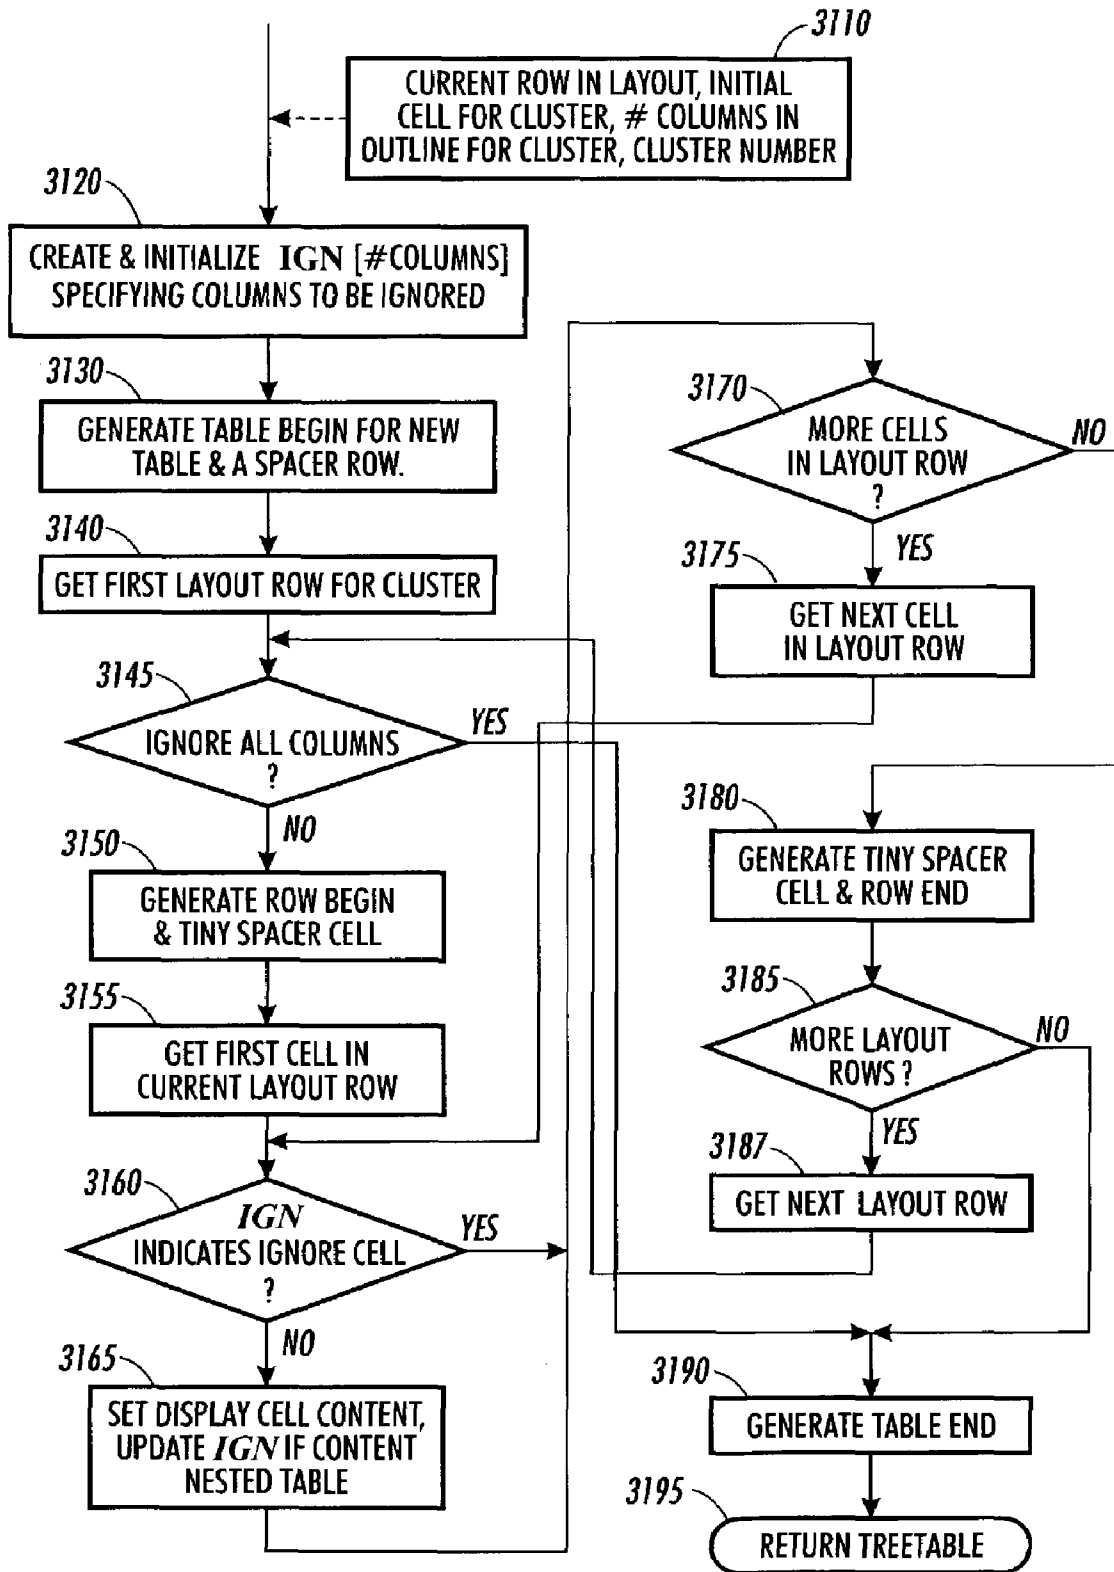 3110
CURRENT ROW IN LAYOUT, INITIAL
CELL FOR CLUSTER, # COLUMNS IN
OUTLINE FOR CLUSTER, CLUSTER NUMBER
3120
CREATE & INITIALIZE IGN [#COLUMNS]
SPECIFYING COLUMNS TO BE IGNORED
3130
GENERATE TABLE BEGIN FOR NEW
TABLE & A SPACER ROW.
3140
GET FIRST LAYOUT ROW FOR CLUSTER
3145
IGNORE ALL COLUMNS
?
YES
NO
3150
GENERATE ROW BEGIN
& TINY SPACER CELL
3155
GET FIRST CELL IN
CURRENT LAYOUT ROW
3160
IGN
INDICATES IGNORE CELL
?
YES
NO
3165
SET DISPLAY CELL CONTENT,
UPDATE IGN IF CONTENT
NESTED TABLE
3170
MORE CELLS
IN LAYOUT ROW
?
NO
YES
3175
GET NEXT CELL
IN LAYOUT ROW
3180
GENERATE TINY SPACER
CELL & ROW END
3185
MORE LAYOUT
ROWS ?
NO
YES
3187
GET NEXT LAYOUT ROW
3190
GENERATE TABLE END
3195
RETURN TREETABLE